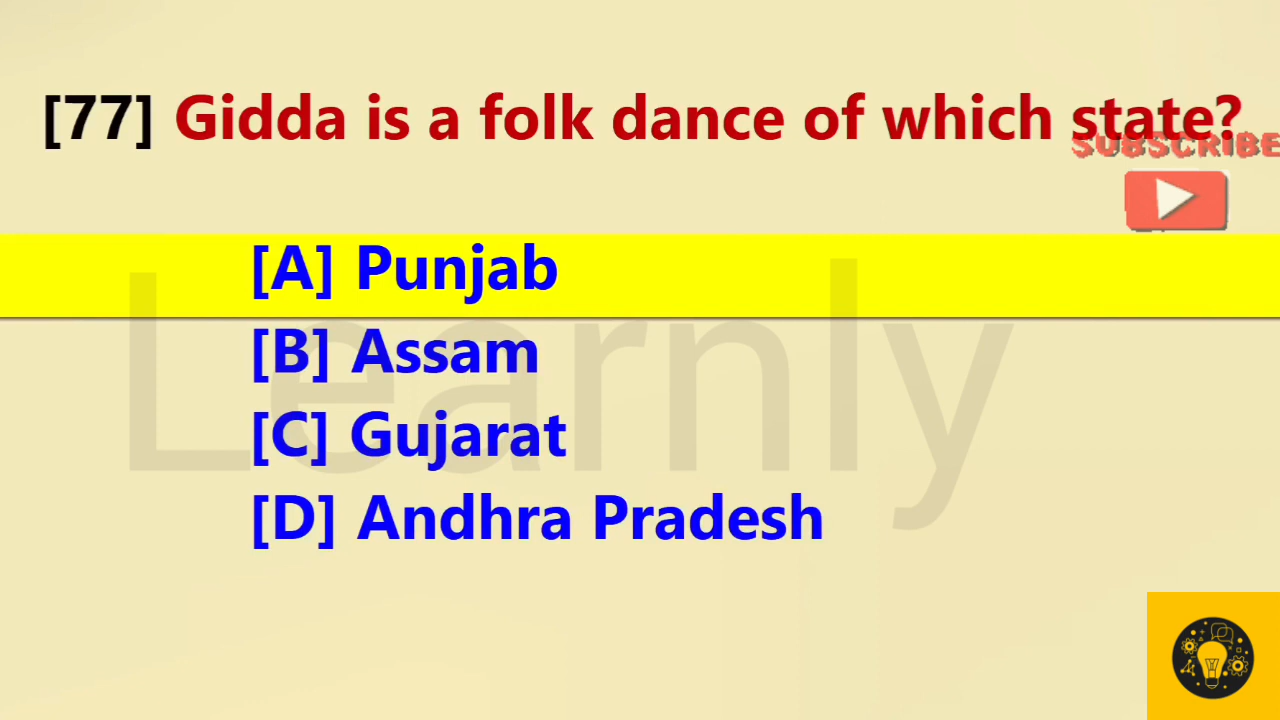 [77] Gidda is a folk dance of which state?
SUBSCRIBE
[A] Punjab
[B] Assam
Learnly
[C] Gujarat
[D] Andhra Pradesh